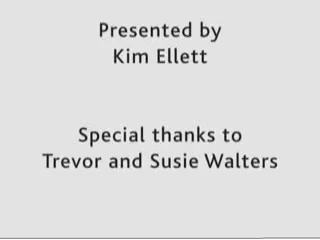 Presented by
Kim Ellett
Special thanks to
Trevor and Susie Walters